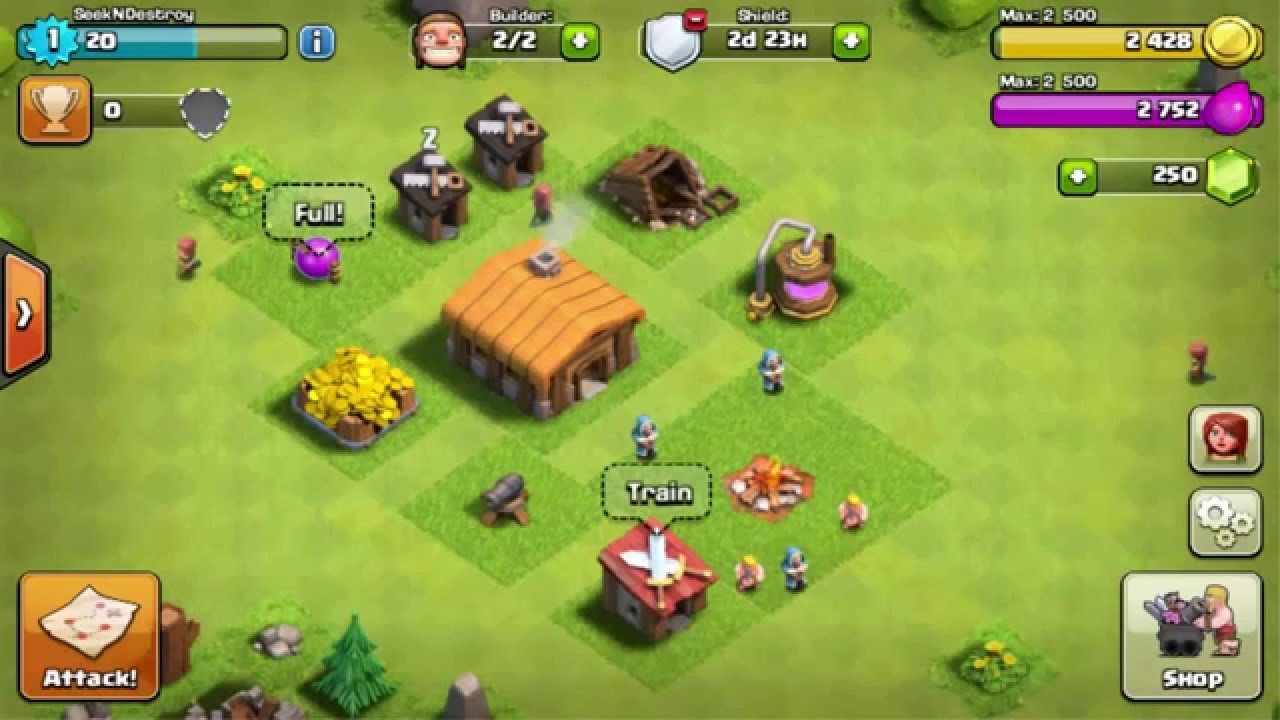 SeekNDestroy
1
20
i
Builder:
2/2
Shield:
2d 23H
Max: 2 500
2 428
0
Max: 2 500
2 752
250
Z
Full!
Train
Attack!
Shop